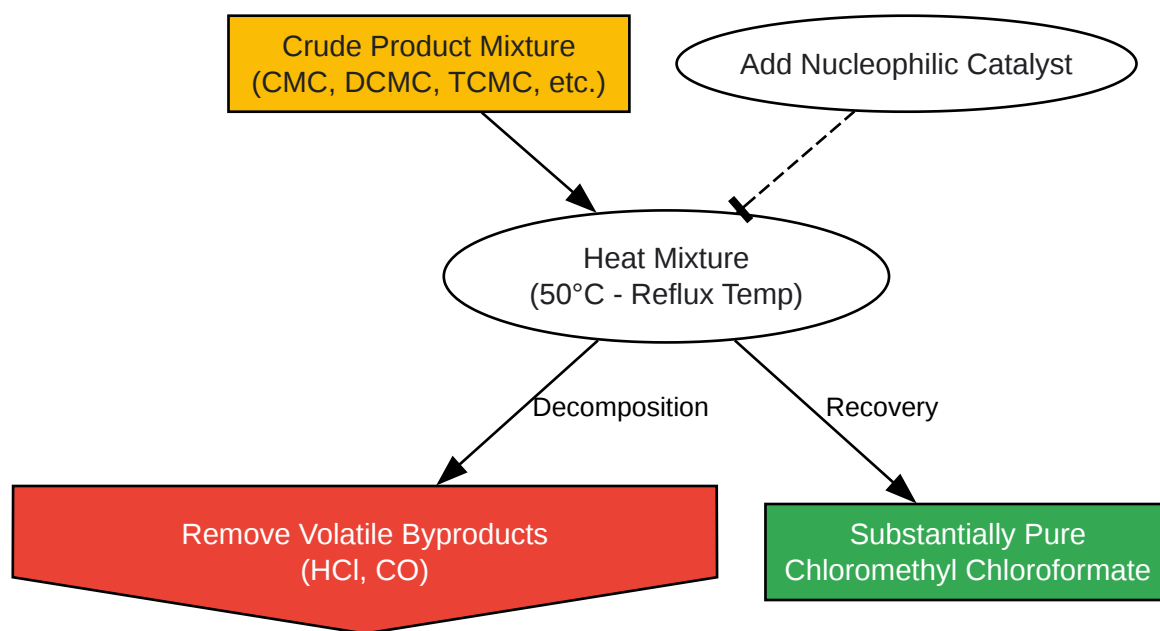 Crude Product Mixture
(CMC, DCMC, TCMC, etc.)
Add Nucleophilic Catalyst
Heat Mixture
(50°C - Reflux Temp)
Decomposition
Recovery
Remove Volatile Byproducts
(HCl, CO)
Substantially Pure
Chloromethyl Chloroformate